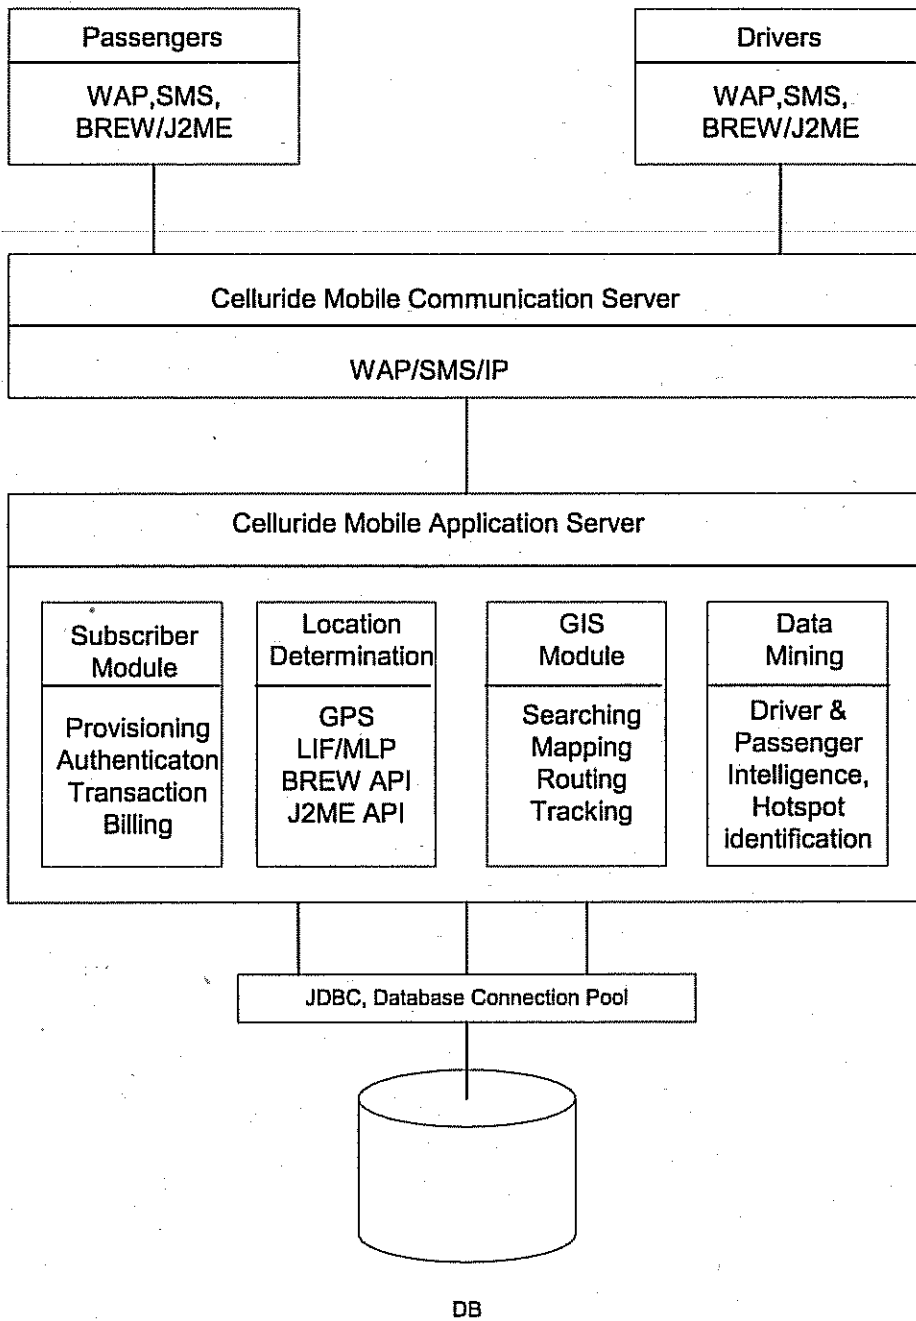 Passengers
WAP,SMS,
BREW/J2ME
Drivers
WAP,SMS,
BREW/J2ME
Celluride Mobile Communication Server
WAP/SMS/IP
Celluride Mobile Application Server
Subscriber
Module
Provisioning
Authenticaton
Transaction
Billing
Location
Determination
GPS
LIF/MLP
BREW API
J2ME API
GIS
Module
Searching
Mapping
Routing
Tracking
Data
Mining
Driver &
Passenger
Intelligence,
Hotspot
identification
JDBC, Database Connection Pool
DB